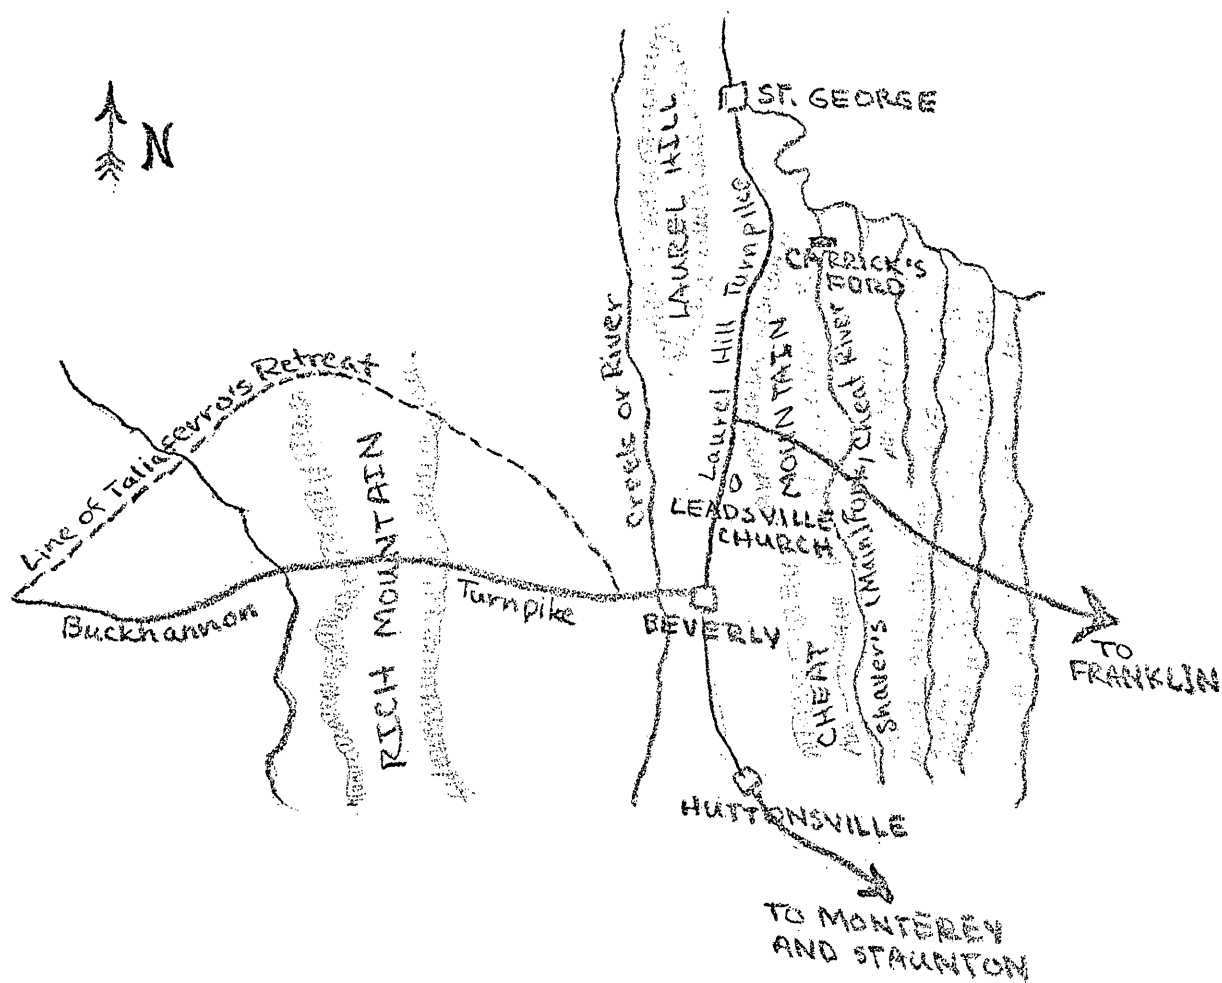 N
ST. GEORGE
LAUREL HILL
Laurel Hill Turnpike
CARRICK'S
FORD
Creek or River
MOUNTAIN
Shaver's (Main) Fork, Cheat River
Line of Taliaferro's Retreat
RICH MOUNTAIN
LEADSVILLE
CHURCH
Buckhannon
Turnpike
BEVERLY
CHEAT
TO
FRANKLIN
HUTTONSVILLE
TO MONTEREY
AND STAUNTON